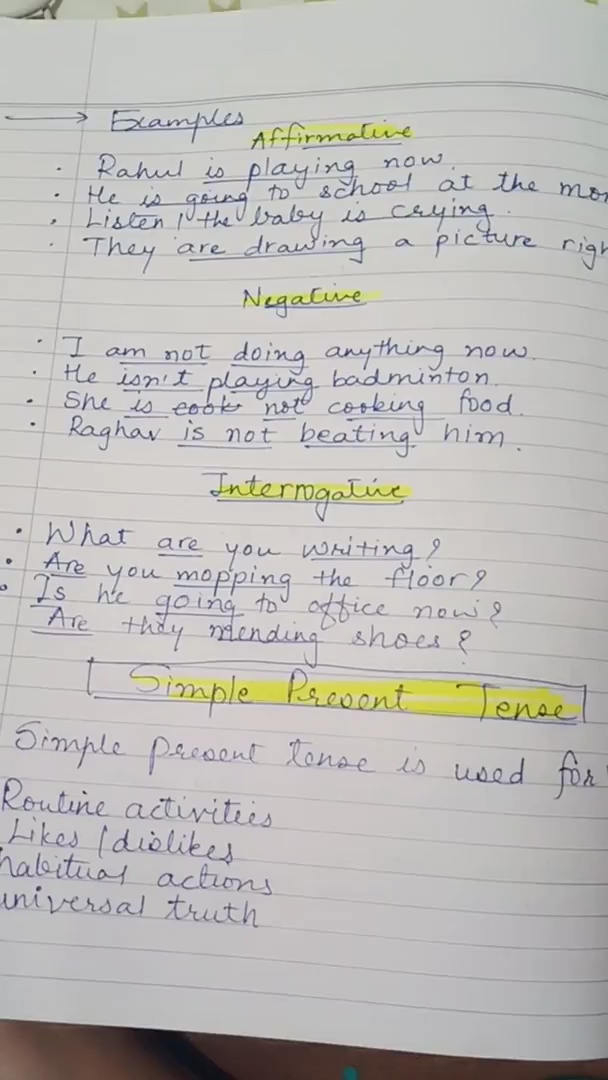 → Examples
Affirmative
· Rahul is playing now.
· He is going to school at the mom
· Listen ! the baby is crying.
· They are drawing a picture righ
Negative
· I am not doing anything now.
· He isn't playing badminton.
· She is cook not cooking food.
· Raghav is not beating him.
Interrogative
· What are you writing?
· Are you mopping the floor?
· Is he going to office now?
Are they mending shoes?
Simple Present Tense
Simple present tense is used for
Routine activities
Likes / dislikes
habitual actions
universal truth